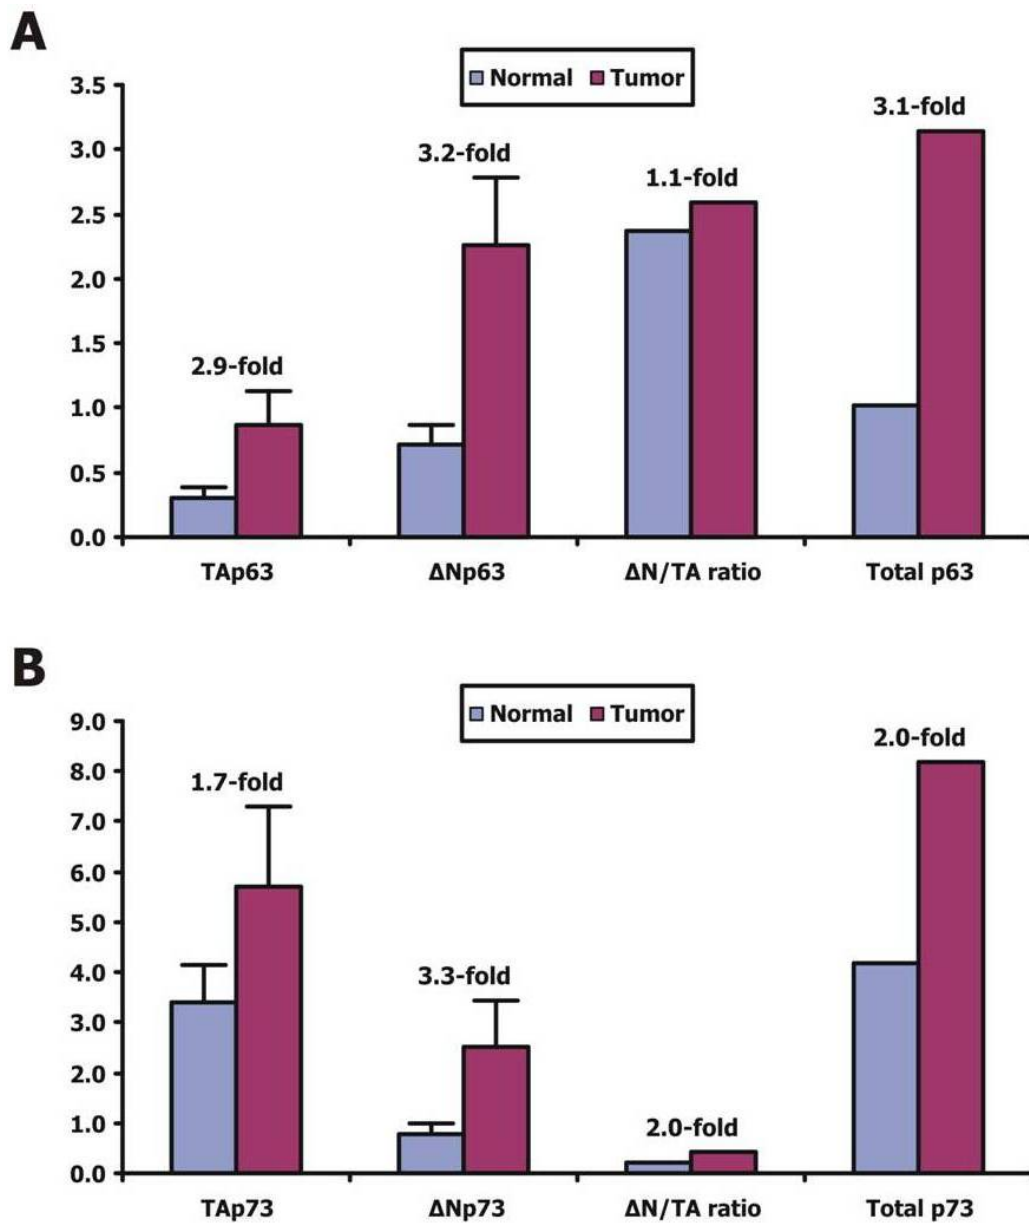 A
Normal Tumor
3.5
3.1-fold
3.2-fold
3.0
1.1-fold
2.5
2.0
1.5
2.9-fold
1.0
0.5
0.0
TAp63 ΔNp63 ΔN/TA ratio Total p63
B
Normal Tumor
9.0
2.0-fold
8.0
1.7-fold
7.0
6.0
5.0
4.0
3.3-fold
3.0
2.0
1.0
2.0-fold
0.0
TAp73 ΔNp73 ΔN/TA ratio Total p73